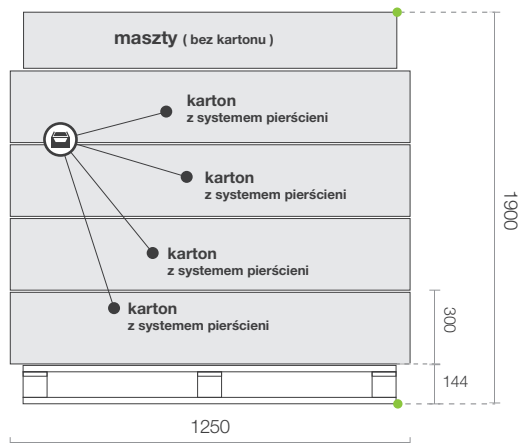 maszty ( bez kartonu )
karton
z systemem pierścieni
karton
z systemem pierścieni
karton
z systemem pierścieni
karton
z systemem pierścieni
1900
300
144
1250